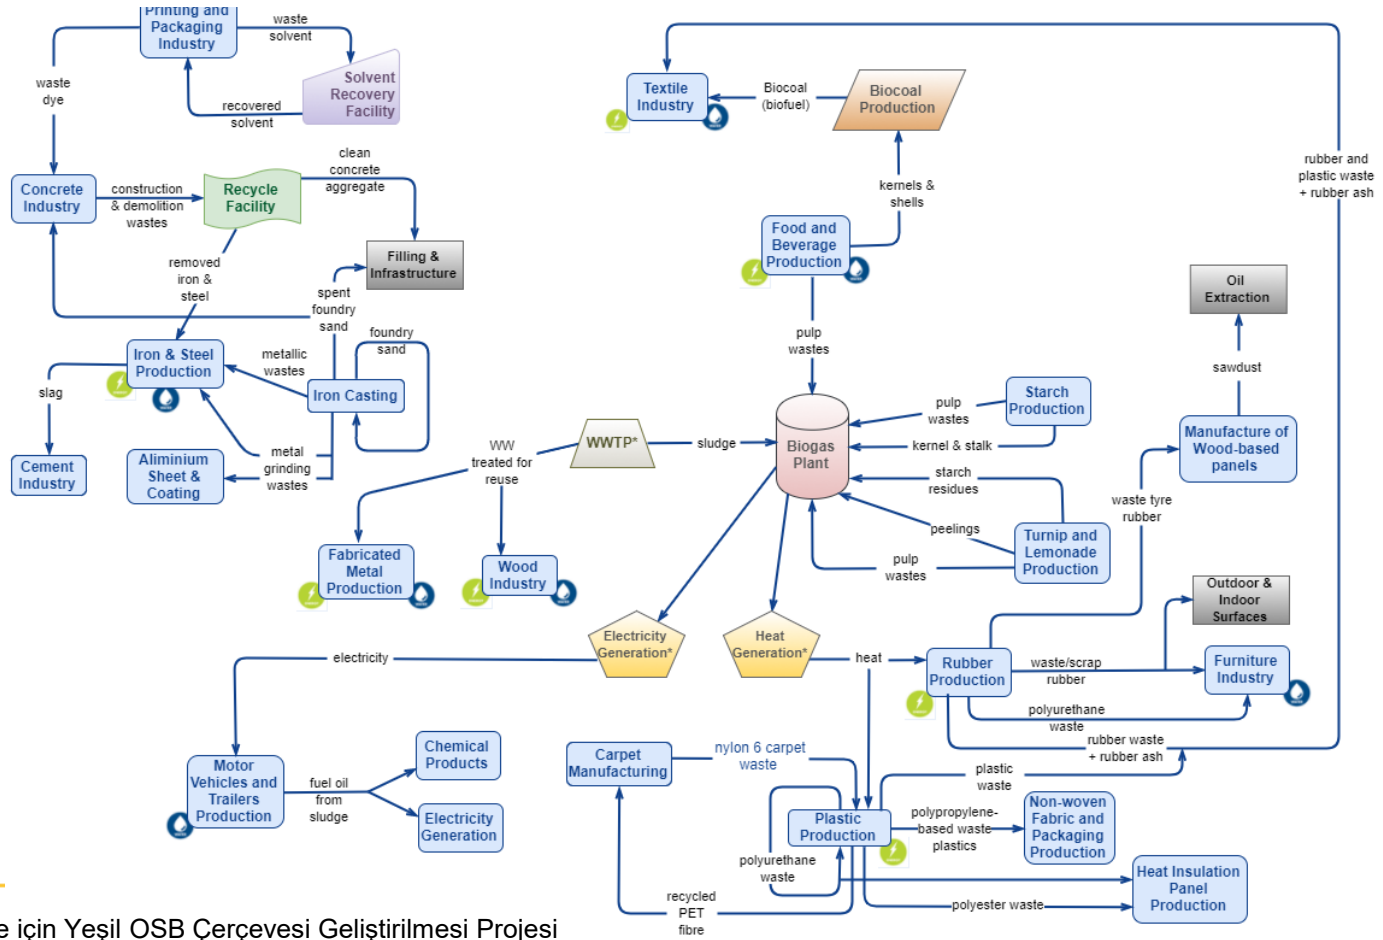 Printing and
Packaging
Industry
waste
solvent
Solvent
Recovery
Facility
recovered
solvent
waste
dye
Concrete
Industry
construction
& demolition
wastes
Recycle
Facility
clean
concrete
aggregate
Filling &
Infrastructure
removed
iron &
steel
spent
foundry
sand
foundry
sand
Iron & Steel
Production
metallic
wastes
Iron Casting
slag
Cement
Industry
Aliminium
Sheet &
Coating
metal
grinding
wastes
WW
treated for
reuse
WWTP*
sludge
Fabricated
Metal
Production
Wood
Industry
Textile
Industry
Biocoal
(biofuel)
Biocoal
Production
kernels &
shells
Food and
Beverage
Production
pulp
wastes
Biogas
Plant
pulp
wastes
Starch
Production
kernel & stalk
starch
residues
peelings
Turnip and
Lemonade
Production
pulp
wastes
rubber and
plastic waste
+ rubber ash
Oil
Extraction
sawdust
Manufacture of
Wood-based
panels
waste tyre
rubber
Outdoor &
Indoor
Surfaces
Electricity
Generation*
Heat
Generation*
electricity
heat
Rubber
Production
waste/scrap
rubber
Furniture
Industry
polyurethane
waste
rubber waste
+ rubber ash
Motor
Vehicles and
Trailers
Production
fuel oil
from
sludge
Chemical
Products
Electricity
Generation
Carpet
Manufacturing
nylon 6 carpet
waste
plastic
waste
Plastic
Production
polypropylene-
based waste
plastics
Non-woven
Fabric and
Packaging
Production
polyurethane
waste
Heat Insulation
Panel
Production
polyester waste
recycled
PET
fibre
e için Yeşil OSB Çerçevesi Geliştirilmesi Projesi